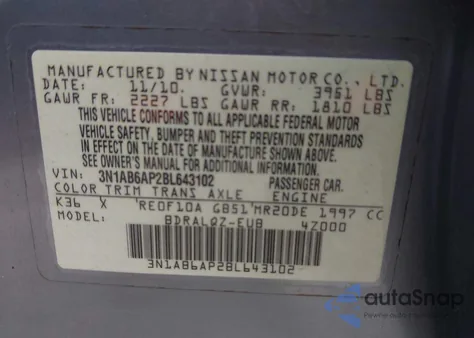 MANUFACTURED BY NISSAN MOTOR CO., LTD.
DATE: 11/10. GVWR: 3951 LBS
GAWR FR: 2227 LBS GAWR RR: 1810 LBS
THIS VEHICLE CONFORMS TO ALL APPLICABLE FEDERAL MOTOR
VEHICLE SAFETY, BUMPER AND THEFT PREVENTION STANDARDS
IN EFFECT ON THE DATE OF MANUFACTURE SHOWN ABOVE.
FOR ADDITIONAL INFORMATION, SEE OWNER'S MANUAL.
VIN: 3N1AB6AP2BL643102 PASSENGER CAR.
COLOR TRIM TRANS AXLE ENGINE
K36 X 'RE0F10A GB51'MR20DE 1997 CC
MODEL: BDRALQZ-EUB 4Z000
3N1AB6AP2BL643102
autaSnap